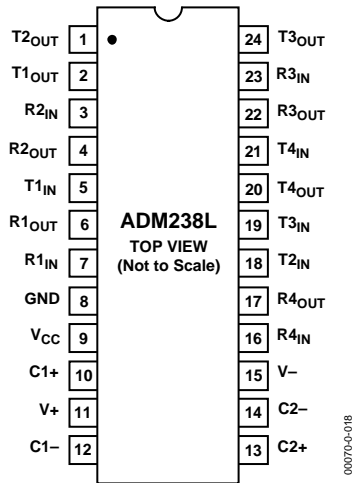 T2OUT 1 24 T3OUT
T1OUT 2 23 R3IN
R2IN 3 22 R3OUT
R2OUT 4 21 T4IN
T1IN 5 20 T4OUT
R1OUT 6 ADM238L 19 T3IN
TOP VIEW
R1IN 7 (Not to Scale) 18 T2IN
GND 8 17 R4OUT
VCC 9 16 R4IN
C1+ 10 15 V–
V+ 11 14 C2–
C1– 12 13 C2+
00070-0-018